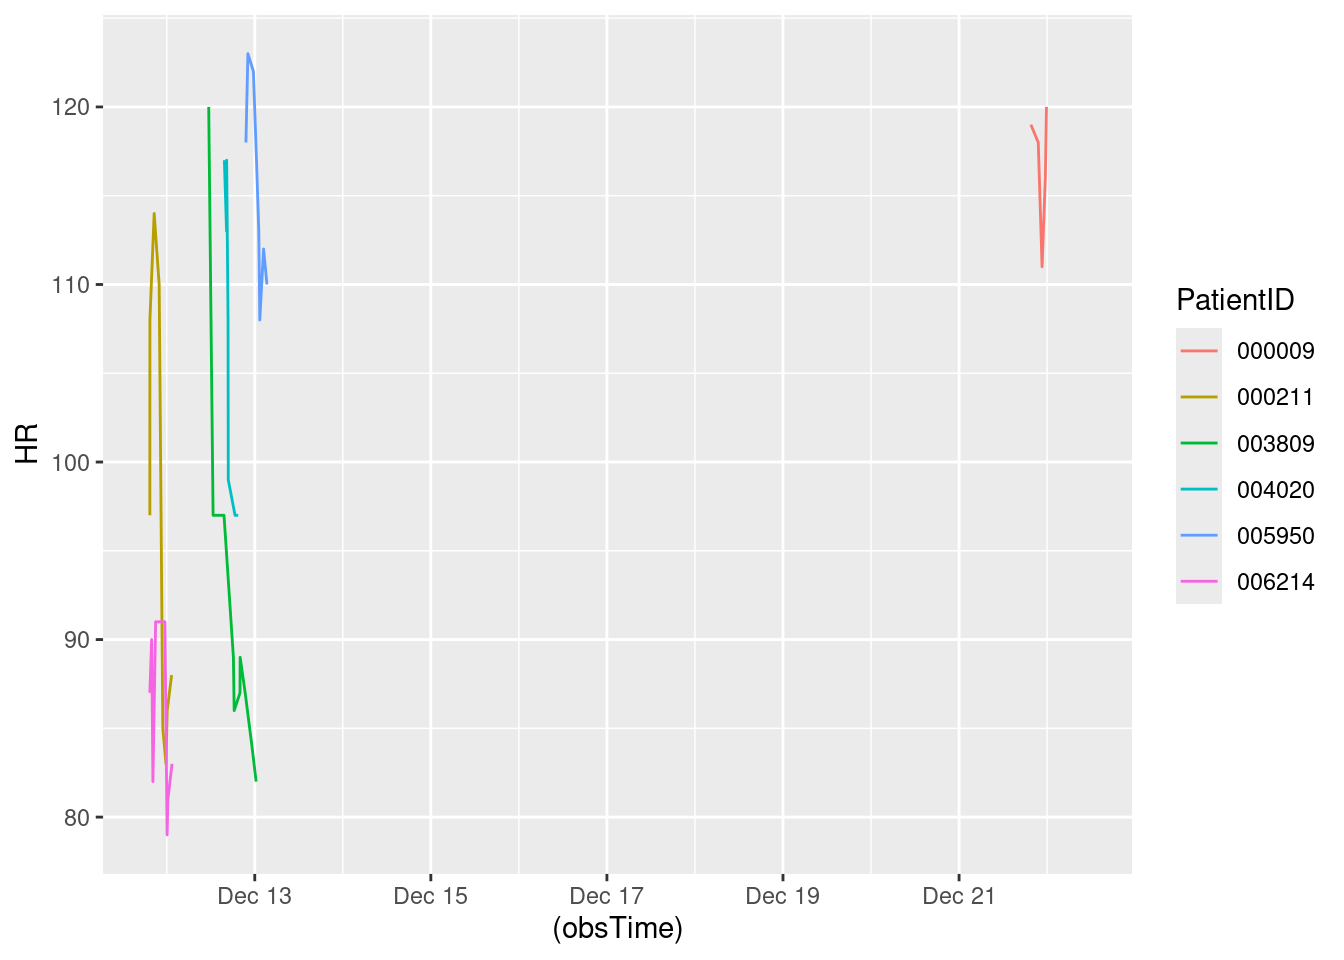 HR
120
110
100
90
80
Dec 13
Dec 15
Dec 17
Dec 19
Dec 21
(obsTime)
PatientID
000009
000211
003809
004020
005950
006214